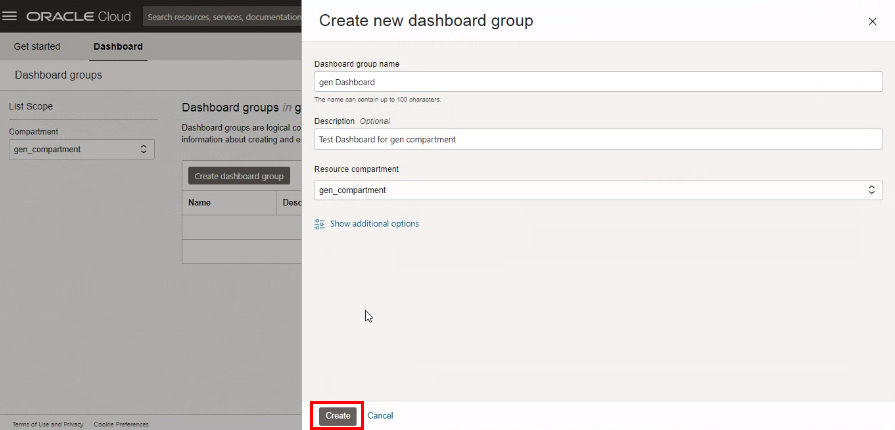 ORACLE Cloud
Search resources, services, documentation
Get started
Dashboard
Dashboard groups
List Scope
Compartment
gen_compartment
Dashboard groups in g
Dashboard groups are logical co
information about creating and e
Create dashboard group
Name
Desc
Terms of Use and Privacy
Cookie Preferences
Create new dashboard group
Dashboard group name
gen Dashboard
The name can contain up to 100 characters.
Description Optional
Test Dashboard for gen compartment
Resource compartment
gen_compartment
Show additional options
Create
Cancel